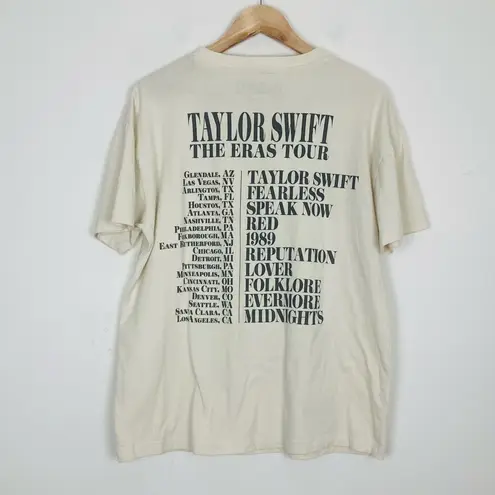 TAYLOR SWIFT
THE ERAS TOUR
GLENDALE, AZ
LAS VEGAS, NV
ARLINGTON, TX
TAMPA, FL
HOUSTON, TX
ATLANTA, GA
NASHVILLE, TN
PHILADELPHIA, PA
FOXBOROUGH, MA
EAST RUTHERFORD, NJ
CHICAGO, IL
DETROIT, MI
PITTSBURGH, PA
MINNEAPOLIS, MN
CINCINNATI, OH
KANSAS CITY, MO
DENVER, CO
SEATTLE, WA
SANTA CLARA, CA
LOS ANGELES, CA
TAYLOR SWIFT
FEARLESS
SPEAK NOW
RED
1989
REPUTATION
LOVER
FOLKLORE
EVERMORE
MIDNIGHTS